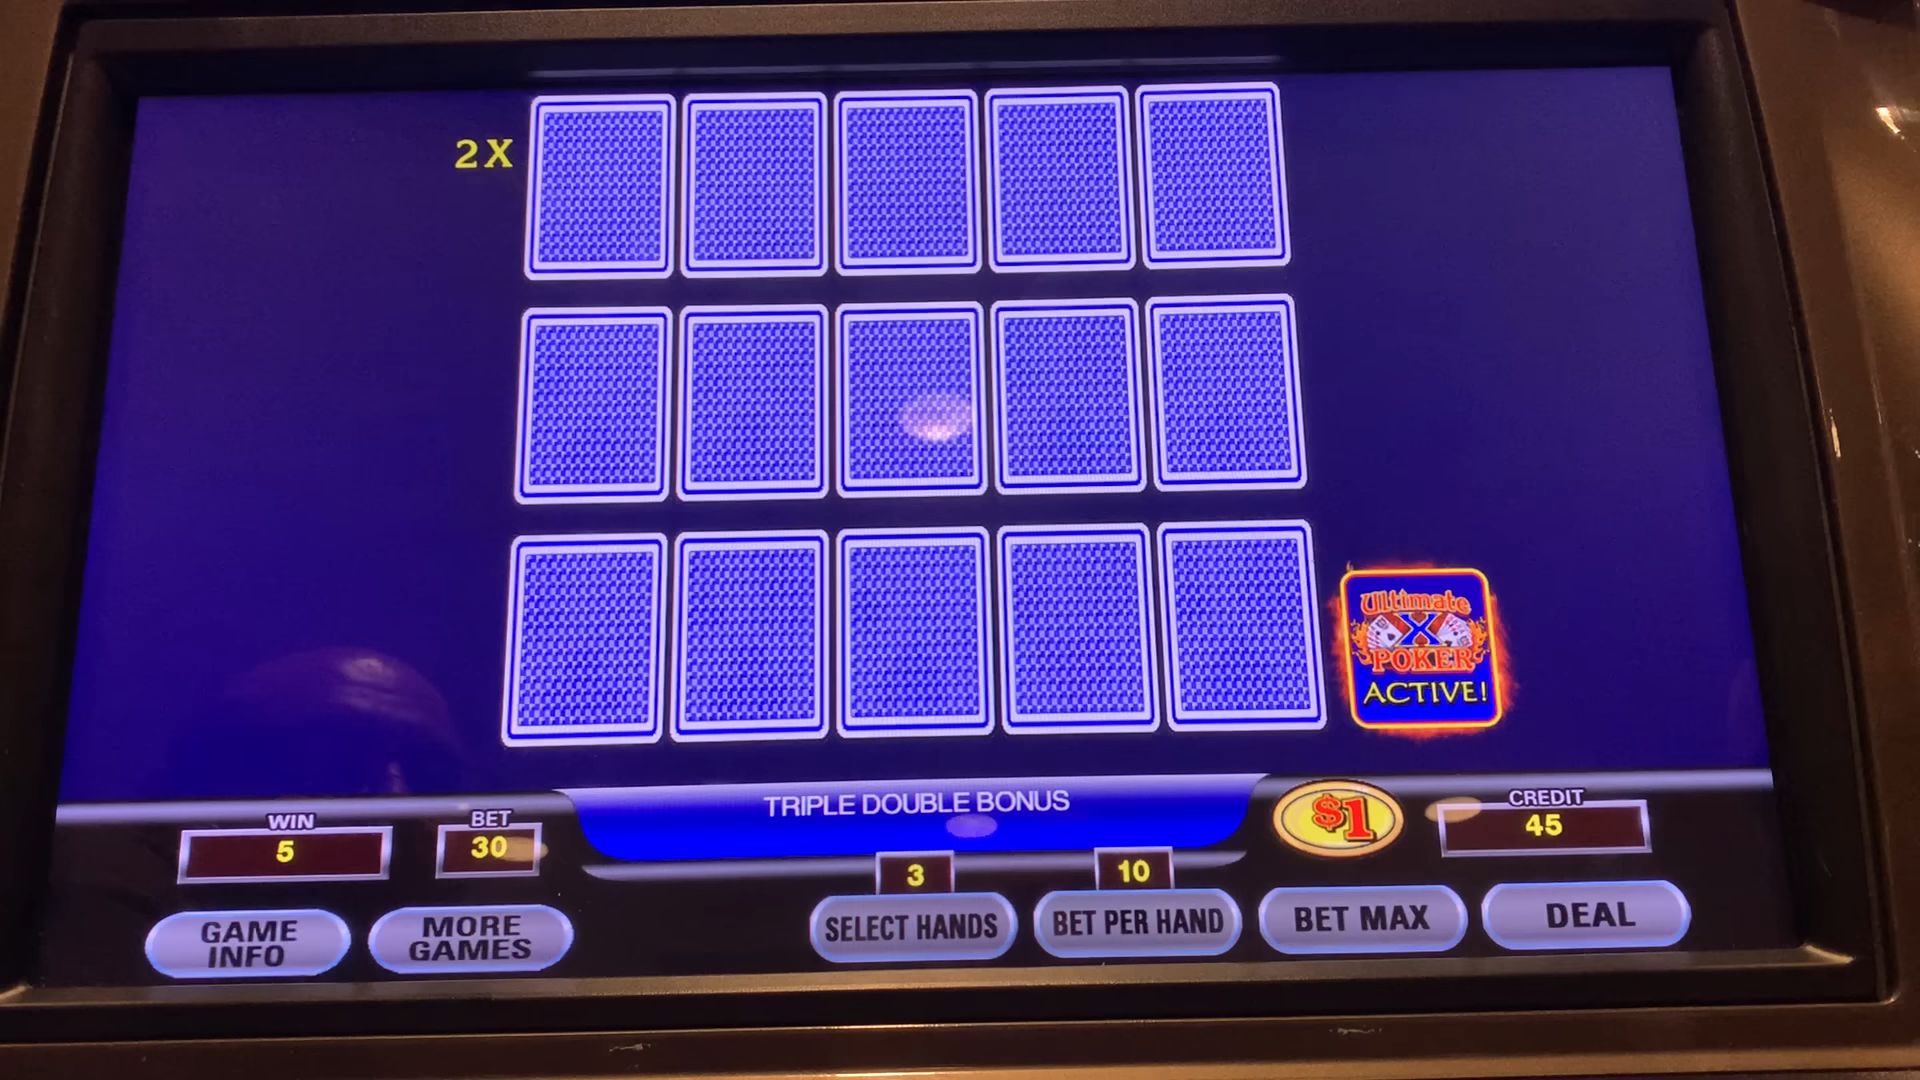 2X
Ultimate
X
POKER
ACTIVE!
TRIPLE DOUBLE BONUS
$1
WIN
5
BET
30
CREDIT
45
3
10
GAME
INFO
MORE
GAMES
SELECT HANDS
BET PER HAND
BET MAX
DEAL